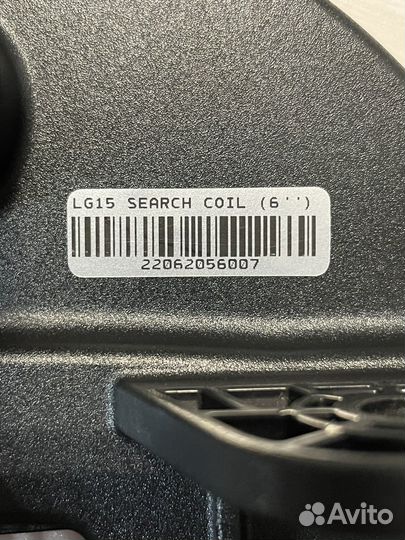 LG15 SEARCH COIL (6'')
22062056007
Avito